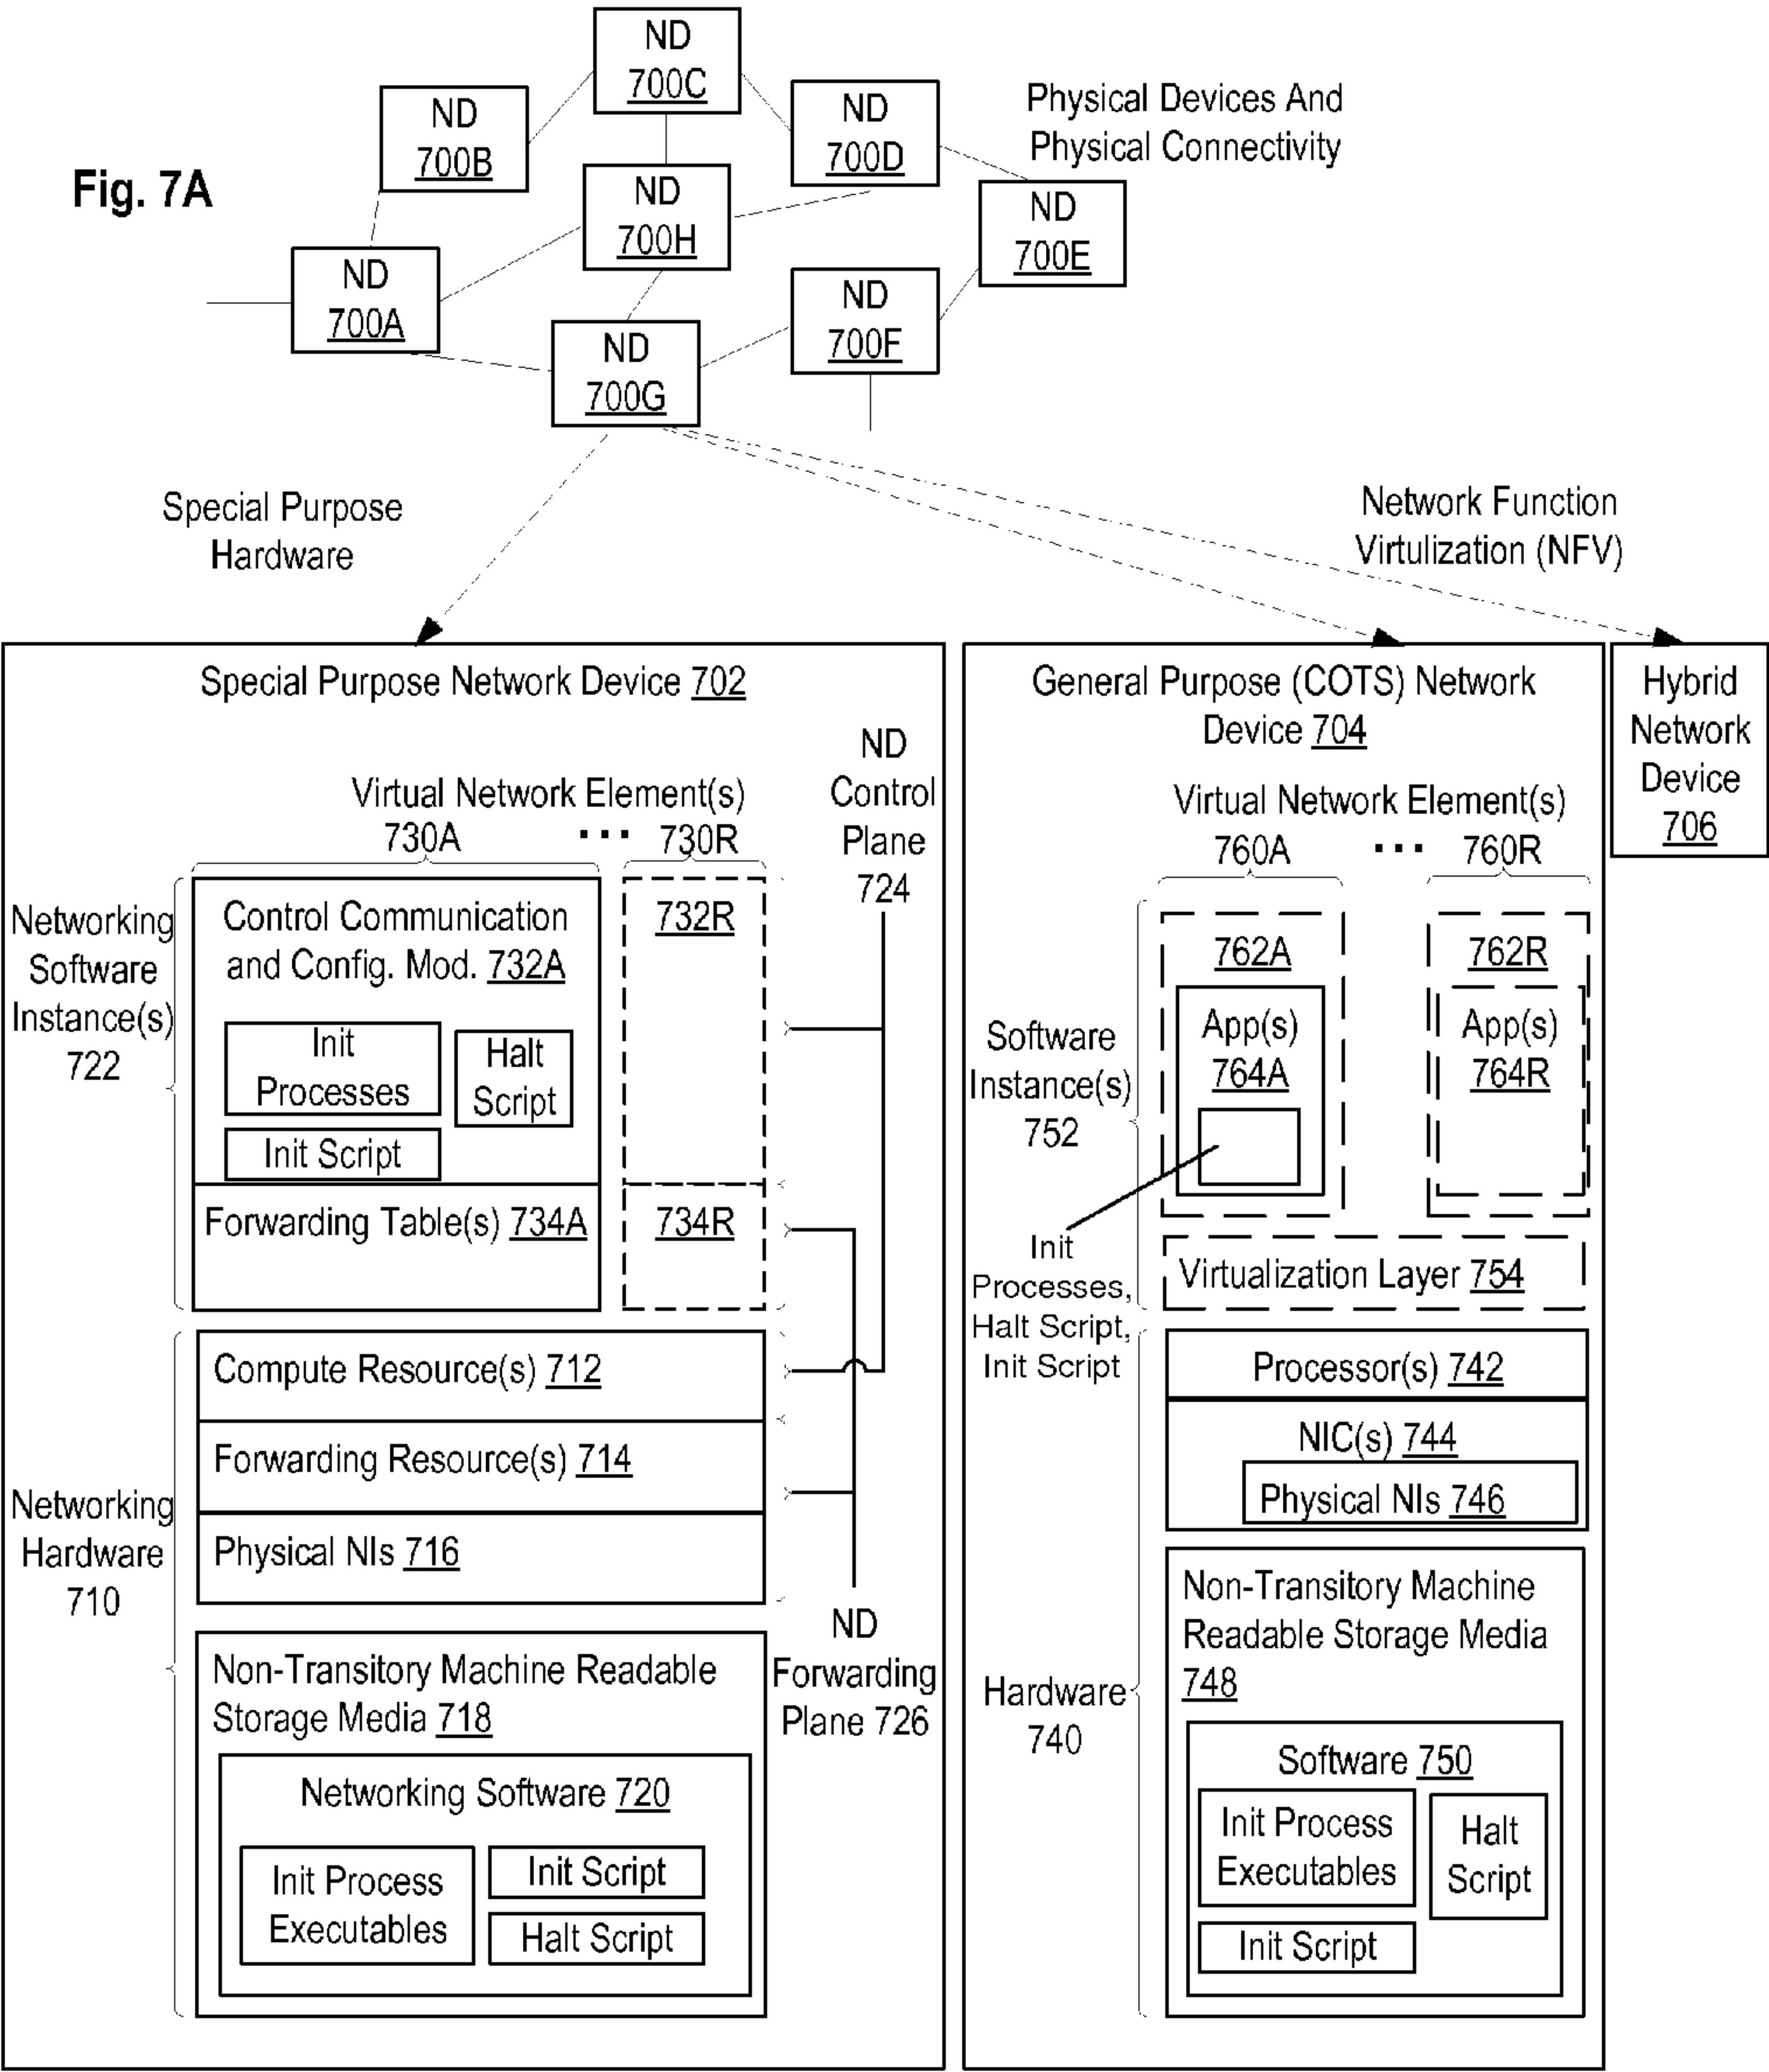 Fig. 7A
ND
700C
ND
700B
ND
700D
Physical Devices And
Physical Connectivity
ND
700H
ND
700E
ND
700A
ND
700F
ND
700G
Special Purpose
Hardware
Network Function
Virtulization (NFV)
Special Purpose Network Device 702
ND
Control
Plane
724
Virtual Network Element(s)
730A ... 730R
Networking
Software
Instance(s)
722
Control Communication
and Config. Mod. 732A
732R
Init
Processes
Halt
Script
Init Script
Forwarding Table(s) 734A
734R
Networking
Hardware
710
Compute Resource(s) 712
Forwarding Resource(s) 714
Physical NIs 716
ND
Forwarding
Plane 726
Non-Transitory Machine Readable
Storage Media 718
Networking Software 720
Init Process
Executables
Init Script
Halt Script
General Purpose (COTS) Network
Device 704
Virtual Network Element(s)
760A ... 760R
Software
Instance(s)
752
762A
762R
App(s)
764A
App(s)
764R
Init
Processes,
Halt Script,
Init Script
Virtualization Layer 754
Hardware
740
Processor(s) 742
NIC(s) 744
Physical NIs 746
Non-Transitory Machine
Readable Storage Media
748
Software 750
Init Process
Executables
Halt
Script
Init Script
Hybrid
Network
Device
706